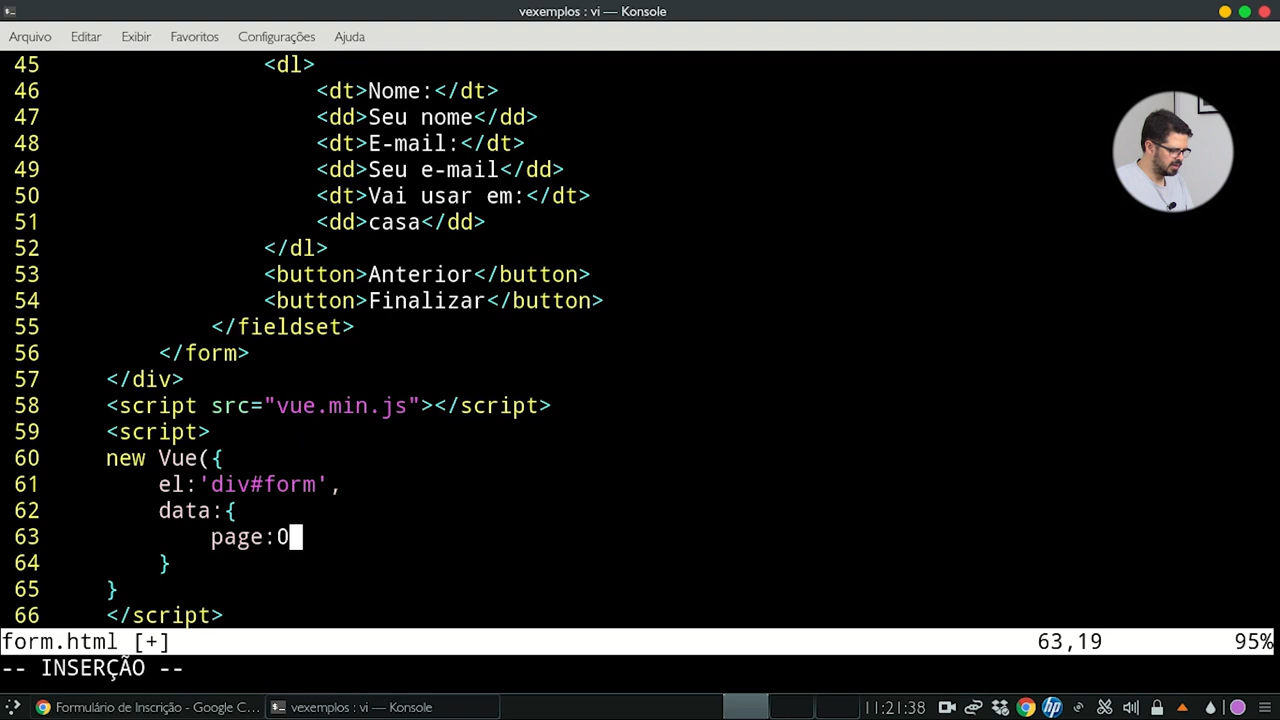 vexemplos : vi — Konsole
Arquivo Editar Exibir Favoritos Configurações Ajuda
45 <dl>
46 <dt>Nome:</dt>
47 <dd>Seu nome</dd>
48 <dt>E-mail:</dt>
49 <dd>Seu e-mail</dd>
50 <dt>Vai usar em:</dt>
51 <dd>casa</dd>
52 </dl>
53 <button>Anterior</button>
54 <button>Finalizar</button>
55 </fieldset>
56 </form>
57 </div>
58 <script src="vue.min.js"></script>
59 <script>
60 new Vue({
61 el:'div#form',
62 data:{
63 page:0
64 }
65 }
66 </script>
form.html [+] 63,19 95%
-- INSERÇÃO --
Formulário de Inscrição - Google C... vexemplos : vi — Konsole 11:21:38